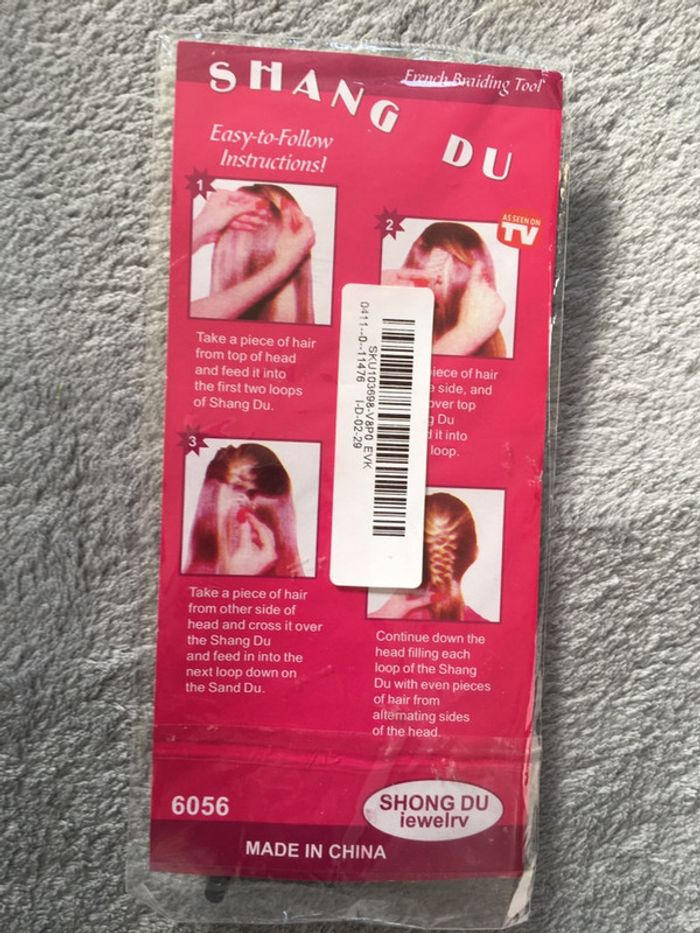 French Braiding Tool
SHANG DU
Easy-to-Follow
Instructions!
1
Take a piece of hair
from top of head
and feed it into
the first two loops
of Shang Du.
2
AS SEEN ON
TV
piece of hair
side, and
over top
Du
it into
loop.
SKU103698-V8P0 EVK
0411--0--11476 I-D-02-29
3
Take a piece of hair
from other side of
head and cross it over
the Shang Du
and feed in into the
next loop down on
the Sand Du.
Continue down the
head filling each
loop of the Shang
Du with even pieces
of hair from
alternating sides
of the head.
6056
SHONG DU
jewelry
MADE IN CHINA